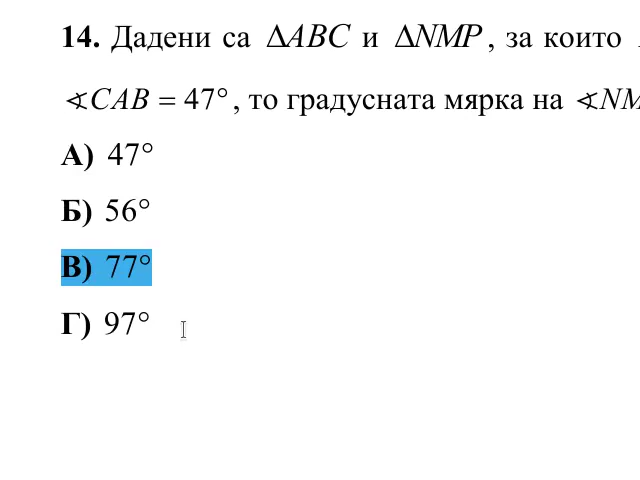 14. Дадени са ΔABC и ΔNMP, за които
∢CAB = 47°, то градусната мярка на ∢NM
А) 47°
Б) 56°
В) 77°
Г) 97°